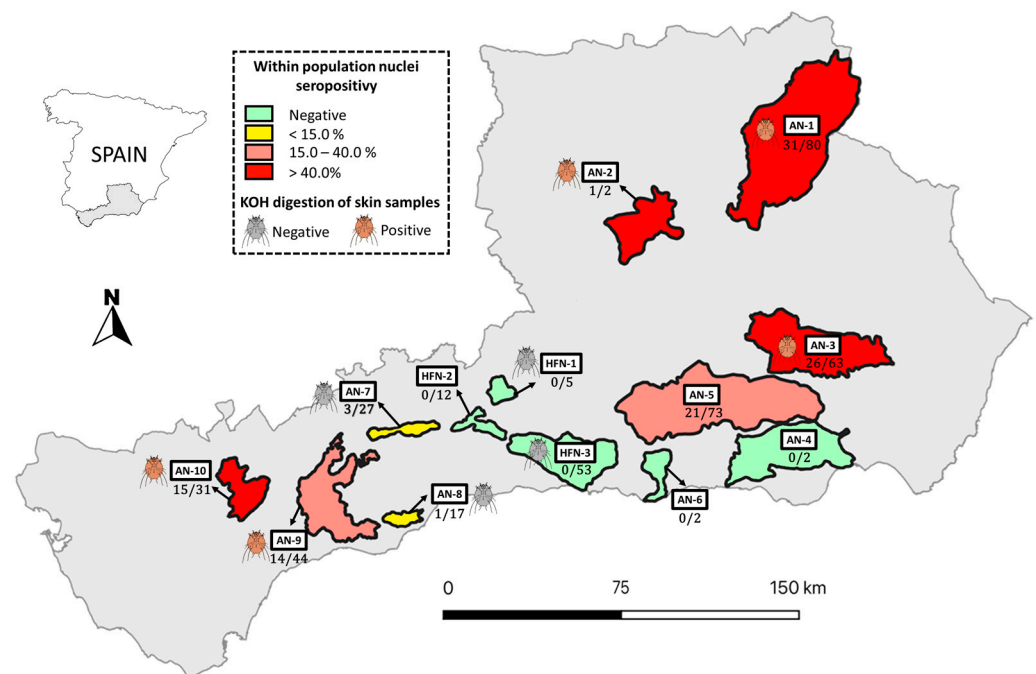 Within population nuclei
seropositivy
Negative
< 15.0 %
15.0 – 40.0 %
> 40.0%
KOH digestion of skin samples
Negative
Positive
SPAIN
N
AN-1
31/80
AN-2
1/2
AN-3
26/63
HFN-1
0/5
HFN-2
0/12
AN-7
3/27
AN-5
21/73
AN-4
0/2
HFN-3
0/53
AN-10
15/31
AN-8
1/17
AN-6
0/2
AN-9
14/44
0 75 150 km